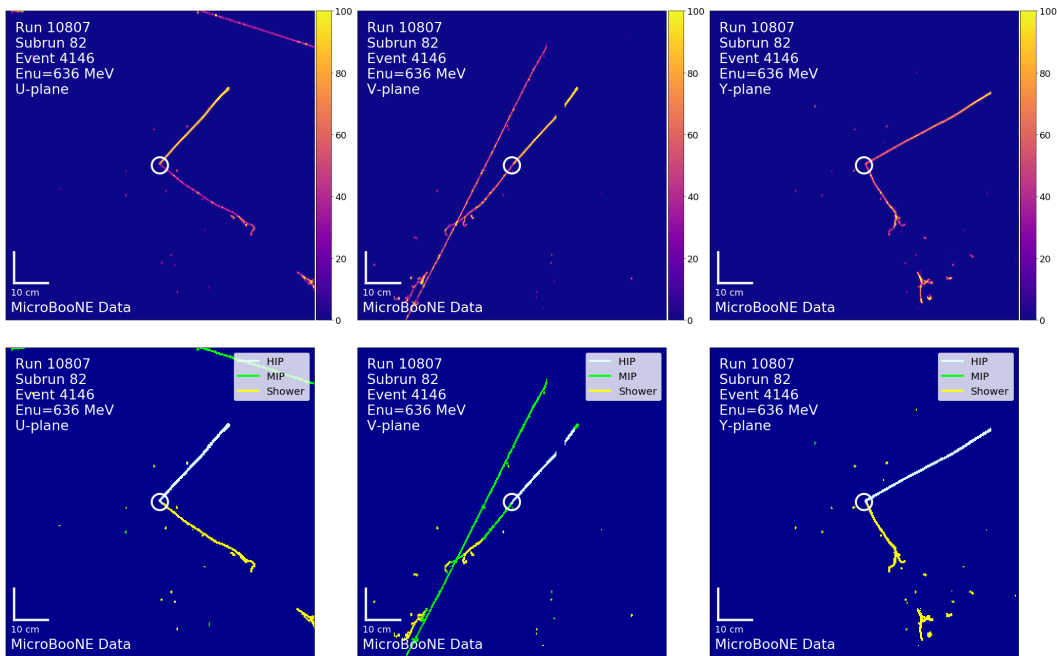 Run 10807
Subrun 82
Event 4146
Enu=636 MeV
U-plane
10 cm
MicroBooNE Data
100
80
60
40
20
0
Run 10807
Subrun 82
Event 4146
Enu=636 MeV
V-plane
10 cm
MicroBooNE Data
100
80
60
40
20
0
Run 10807
Subrun 82
Event 4146
Enu=636 MeV
Y-plane
10 cm
MicroBooNE Data
100
80
60
40
20
0
Run 10807
Subrun 82
Event 4146
Enu=636 MeV
U-plane
HIP
MIP
Shower
10 cm
MicroBooNE Data
Run 10807
Subrun 82
Event 4146
Enu=636 MeV
V-plane
HIP
MIP
Shower
10 cm
MicroBooNE Data
Run 10807
Subrun 82
Event 4146
Enu=636 MeV
Y-plane
HIP
MIP
Shower
10 cm
MicroBooNE Data